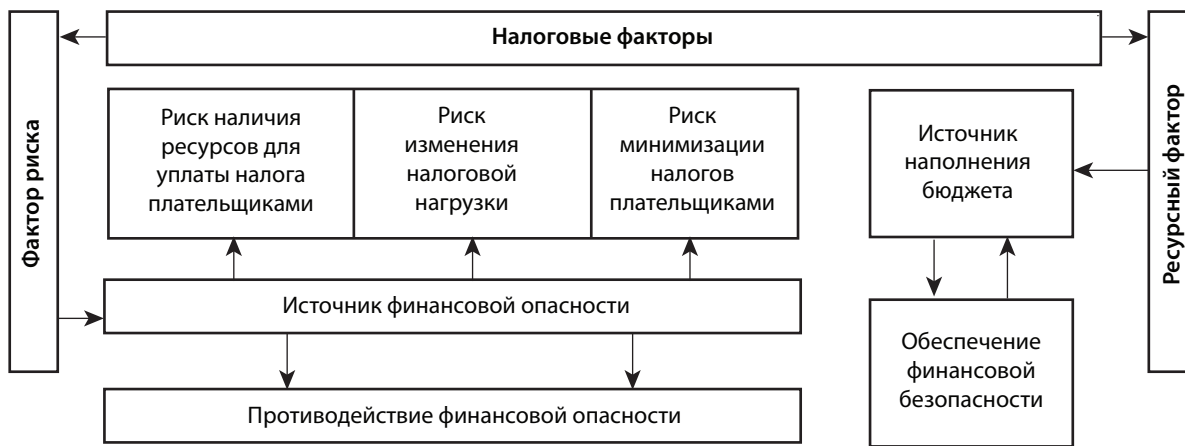 Налоговые факторы
Фактор риска
Риск наличия
ресурсов для
уплаты налога
плательщиками
Риск
изменения
налоговой
нагрузки
Риск
минимизации
налогов
плательщиками
Источник
наполнения
бюджета
Ресурсный фактор
Источник финансовой опасности
Обеспечение
финансовой
безопасности
Противодействие финансовой опасности